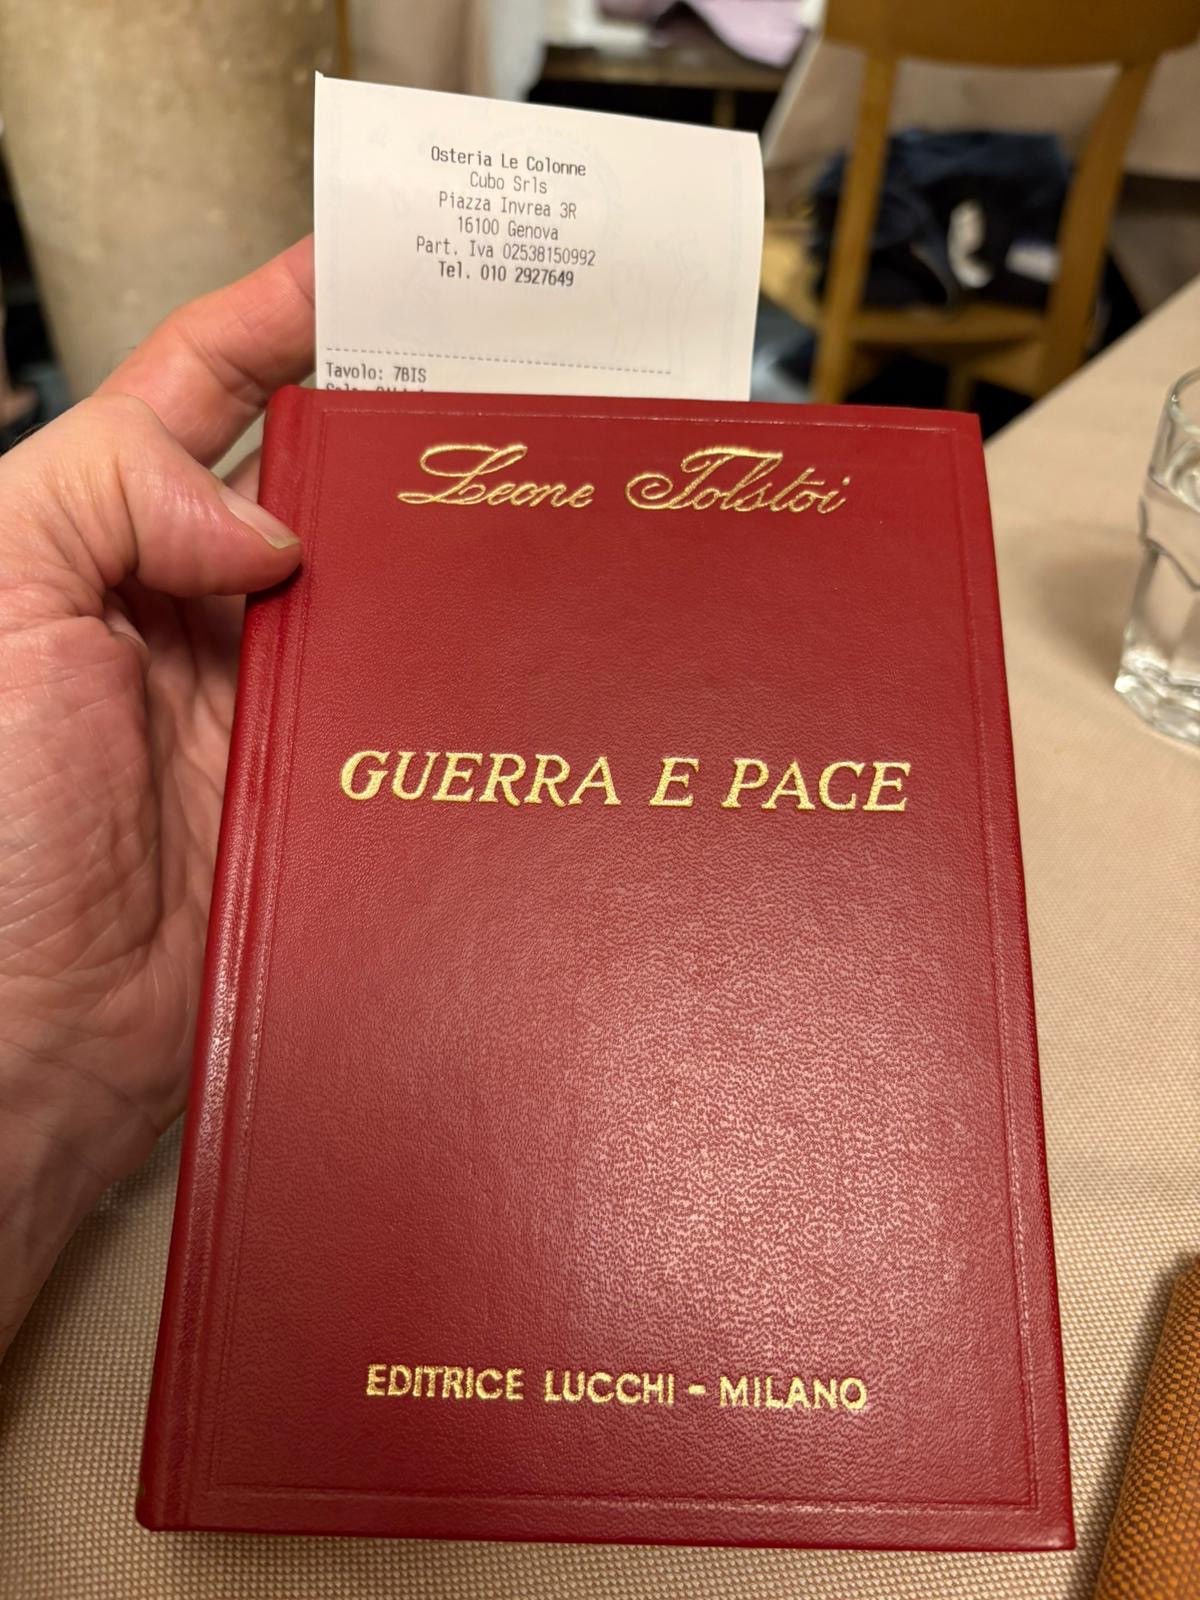 Osteria Le Colonne
Cubo Srls
Piazza Invrea 3R
16100 Genova
Part. Iva 02538150992
Tel. 010 2927649
Tavolo: 7BIS
Leone Tolstoi
GUERRA E PACE
EDITRICE LUCCHI - MILANO